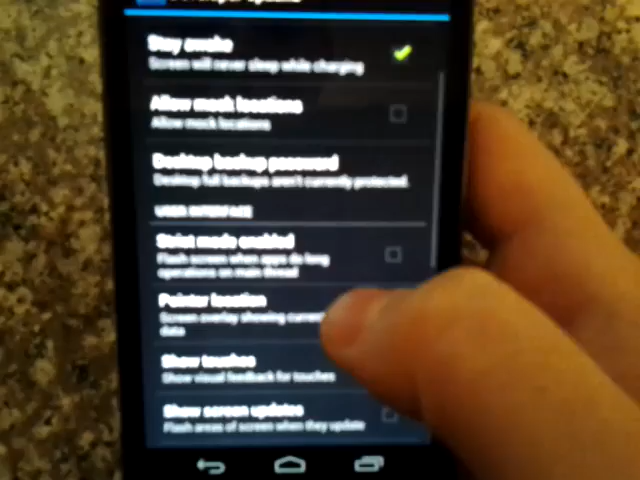 Developer options
Stay awake
Screen will never sleep while charging
Allow mock locations
Allow mock locations
Desktop backup password
Desktop full backups aren't currently protected.
USER INTERFACE
Strict mode enabled
Flash screen when apps do long
operations on main thread
Pointer location
Screen overlay showing current
data
Show touches
Show visual feedback for touches
Show screen updates
Flash areas of screen when they update